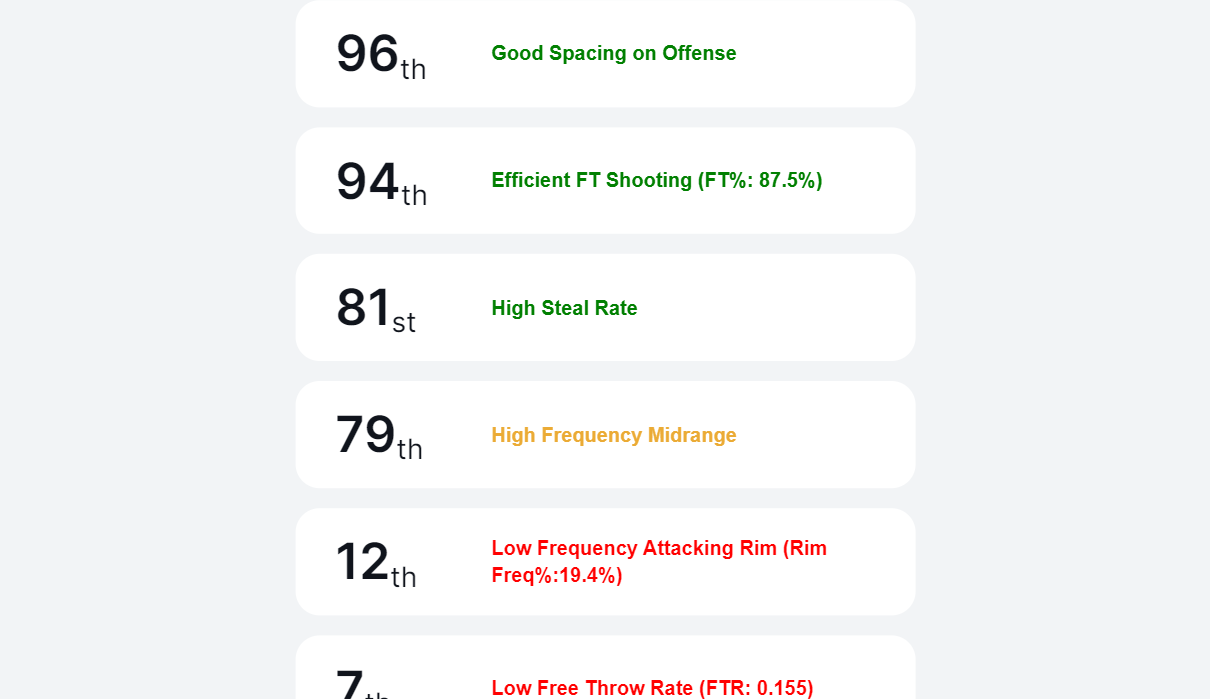 96th Good Spacing on Offense
94th Efficient FT Shooting (FT%: 87.5%)
81st High Steal Rate
79th High Frequency Midrange
12th Low Frequency Attacking Rim (Rim
Freq%:19.4%)
7th Low Free Throw Rate (FTR: 0.155)